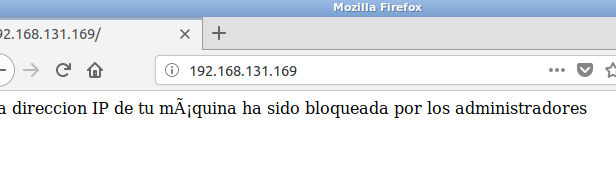 Mozilla Firefox
92.168.131.169/
192.168.131.169
a direccion IP de tu mÃ¡quina ha sido bloqueada por los administradores